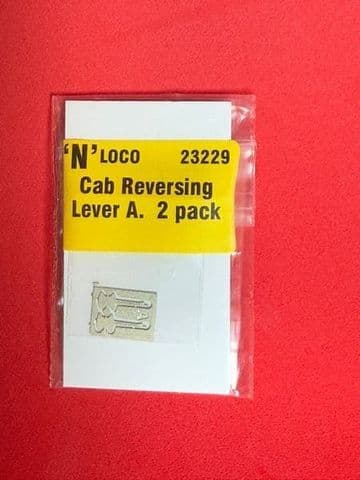 'N' LOCO 23229
Cab Reversing
Lever A. 2 pack